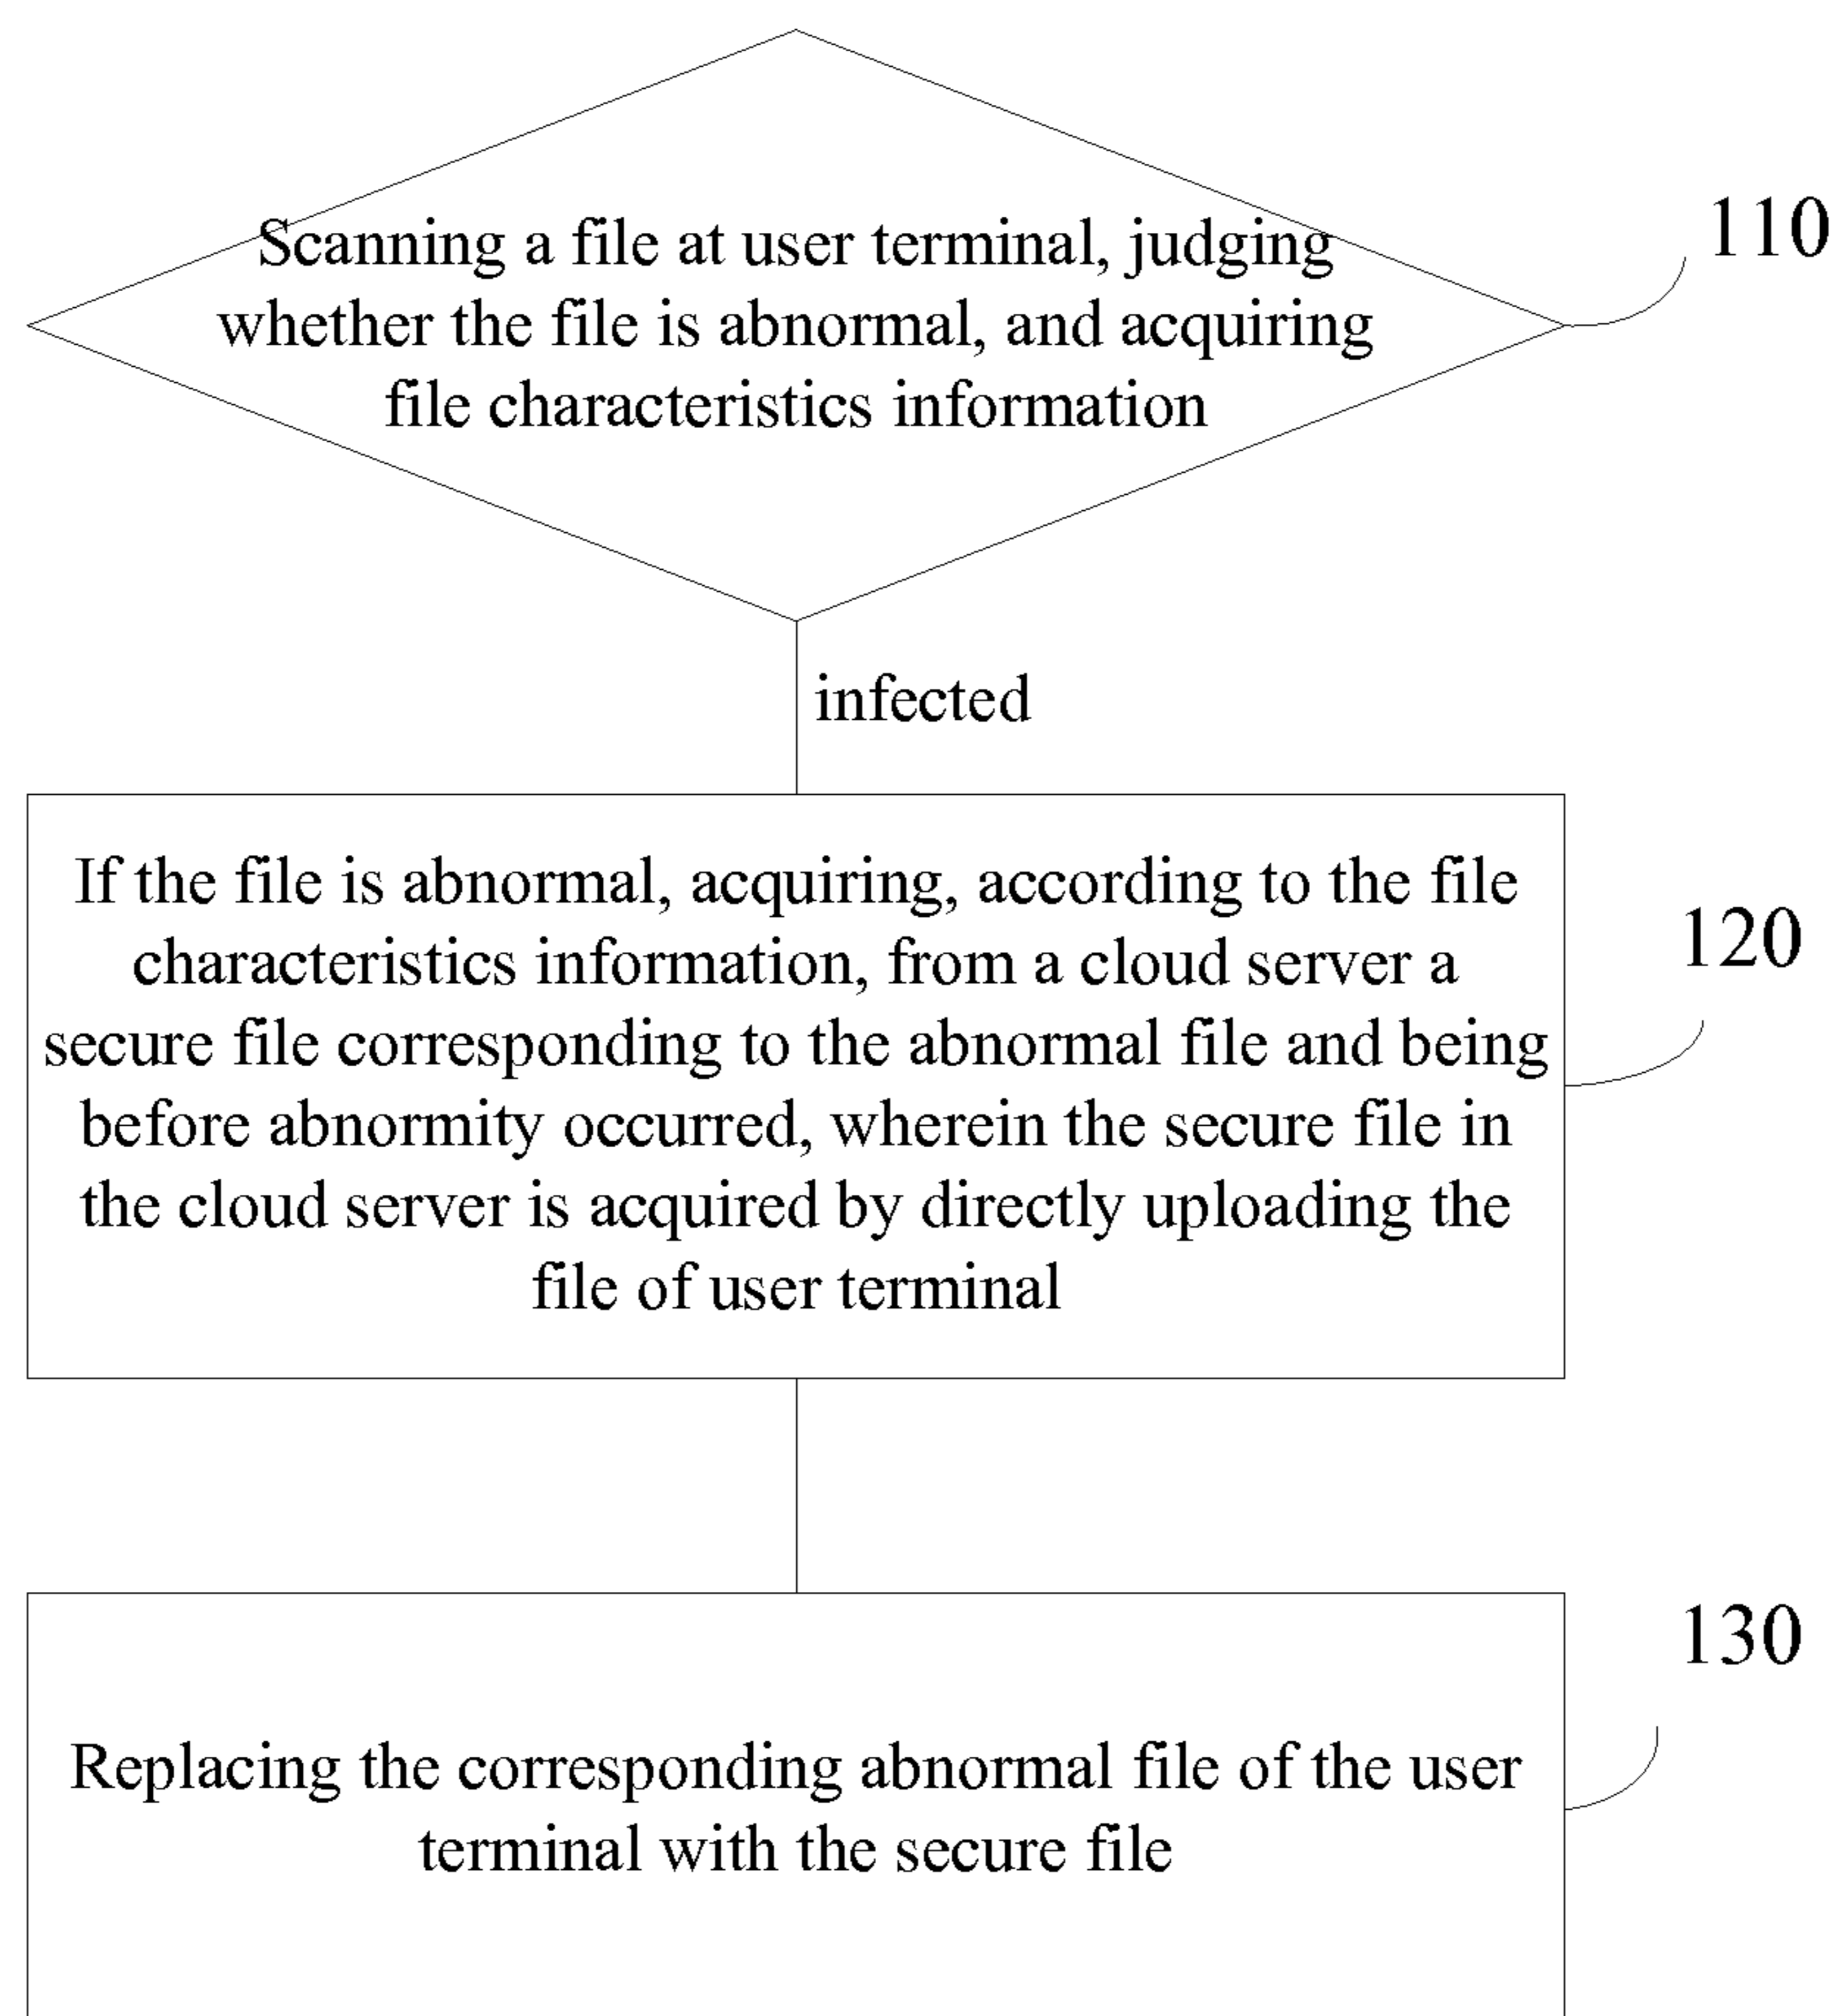 Scanning a file at user terminal, judging
whether the file is abnormal, and acquiring
file characteristics information
110
infected
If the file is abnormal, acquiring, according to the file
characteristics information, from a cloud server a
secure file corresponding to the abnormal file and being
before abnormity occurred, wherein the secure file in
the cloud server is acquired by directly uploading the
file of user terminal
120
Replacing the corresponding abnormal file of the user
terminal with the secure file
130